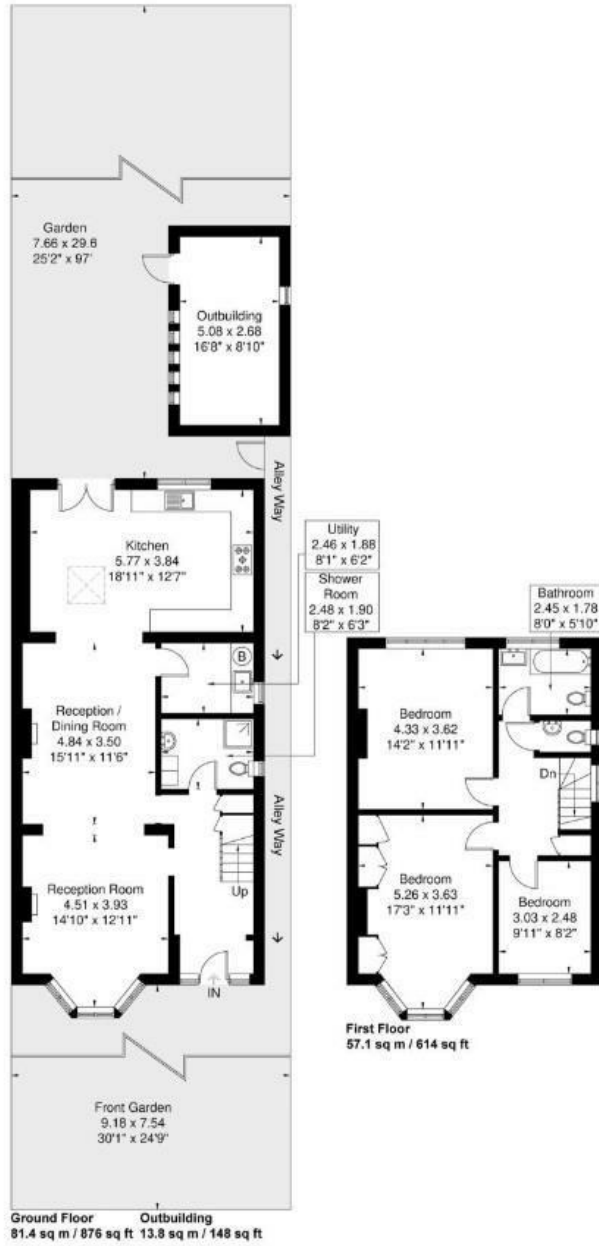 Garden
7.66 x 29.6
25'2" x 97'
Outbuilding
5.08 x 2.68
16'8" x 8'10"
Alley Way
Kitchen
5.77 x 3.84
18'11" x 12'7"
Utility
2.46 x 1.88
8'1" x 6'2"
Shower
Room
2.48 x 1.90
8'2" x 6'3"
B
Reception /
Dining Room
4.84 x 3.50
15'11" x 11'6"
Alley Way
Up
Reception Room
4.51 x 3.93
14'10" x 12'11"
IN
Front Garden
9.18 x 7.54
30'1" x 24'9"
Ground Floor
81.4 sq m / 876 sq ft
Outbuilding
13.8 sq m / 148 sq ft
Bathroom
2.45 x 1.78
8'0" x 5'10"
Bedroom
4.33 x 3.62
14'2" x 11'11"
Dn
Bedroom
5.26 x 3.63
17'3" x 11'11"
Bedroom
3.03 x 2.48
9'11" x 8'2"
First Floor
57.1 sq m / 614 sq ft